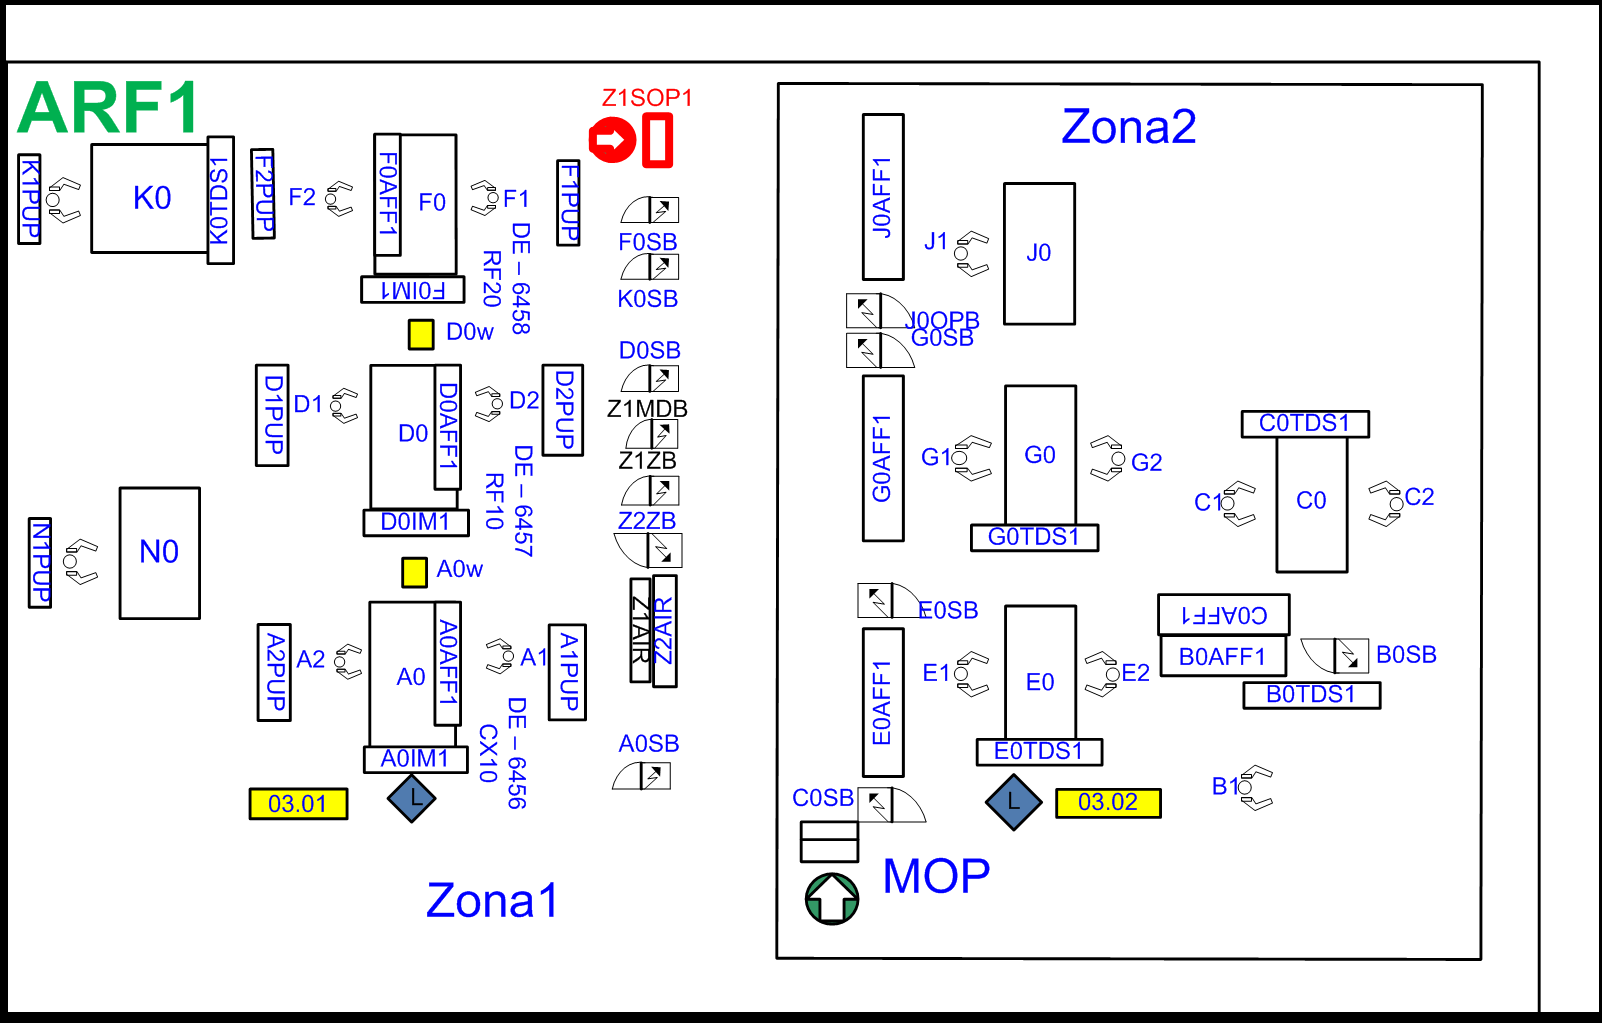 ARF1
Z1SOP1
Zona2
K1PUP
K0
K0TDS1
F2PUP
F2
F0AFF1
F0
F1
F1PUP
F0IM1
DE – 6458
RF20
F0SB
K0SB
D0w
D0SB
D1PUP
D1
D0
D0AFF1
D2
D2PUP
Z1MDB
Z1ZB
D0IM1
DE – 6457
RF10
Z2ZB
N1PUP
N0
A0w
Z1AIR
Z2AIR
A2PUP
A2
A0
A0AFF1
A1
A1PUP
A0IM1
DE – 6456
CX10
A0SB
03.01
L
Zona1
J0AFF1
J1
J0
J0OPB
G0SB
G0AFF1
G1
G0
G2
G0TDS1
C0TDS1
C1
C0
C2
E0SB
C0AFF1
B0AFF1
B0SB
B0TDS1
E0AFF1
E1
E0
E2
E0TDS1
B1
C0SB
L
03.02
MOP